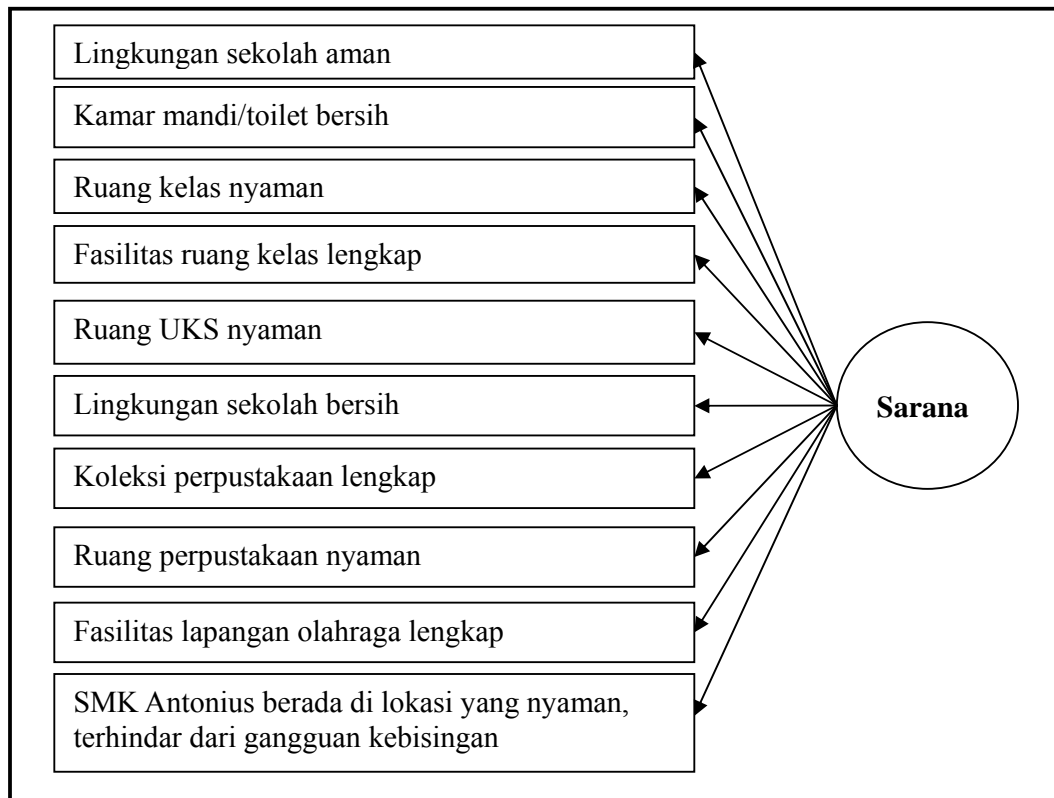 Lingkungan sekolah aman
Kamar mandi/toilet bersih
Ruang kelas nyaman
Fasilitas ruang kelas lengkap
Ruang UKS nyaman
Lingkungan sekolah bersih
Sarana
Koleksi perpustakaan lengkap
Ruang perpustakaan nyaman
Fasilitas lapangan olahraga lengkap
SMK Antonius berada di lokasi yang nyaman,
terhindar dari gangguan kebisingan